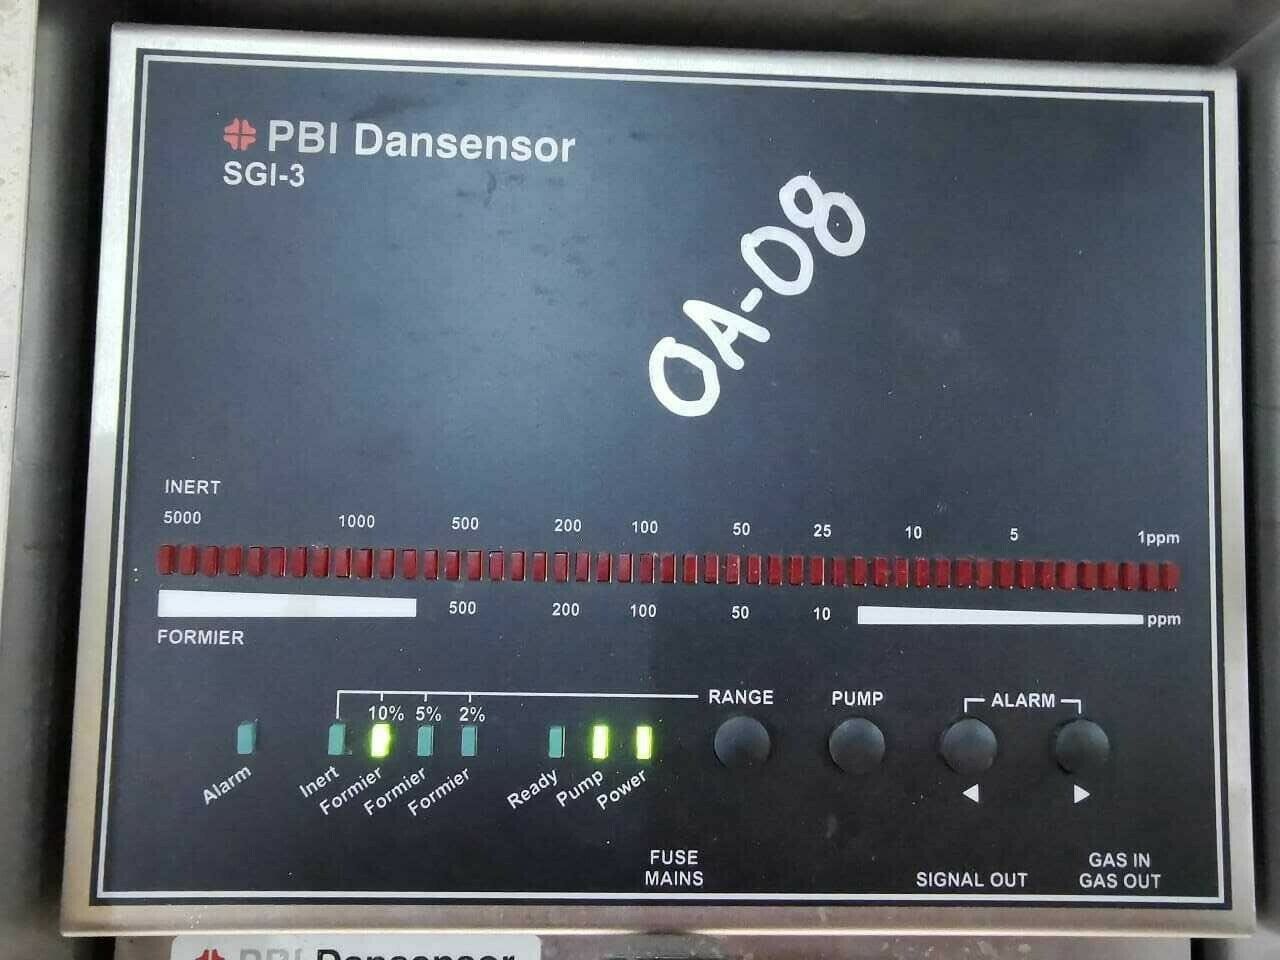 PBI Dansensor
SGI-3
OA-08
INERT
5000 1000 500 200 100 50 25 10 5 1ppm
500 200 100 50 10 ppm
FORMIER
RANGE PUMP ALARM
10% 5% 2%
Alarm Inert Formier Formier Formier Ready Pump Power
FUSE
MAINS
SIGNAL OUT
GAS IN
GAS OUT
PBI Dansensor